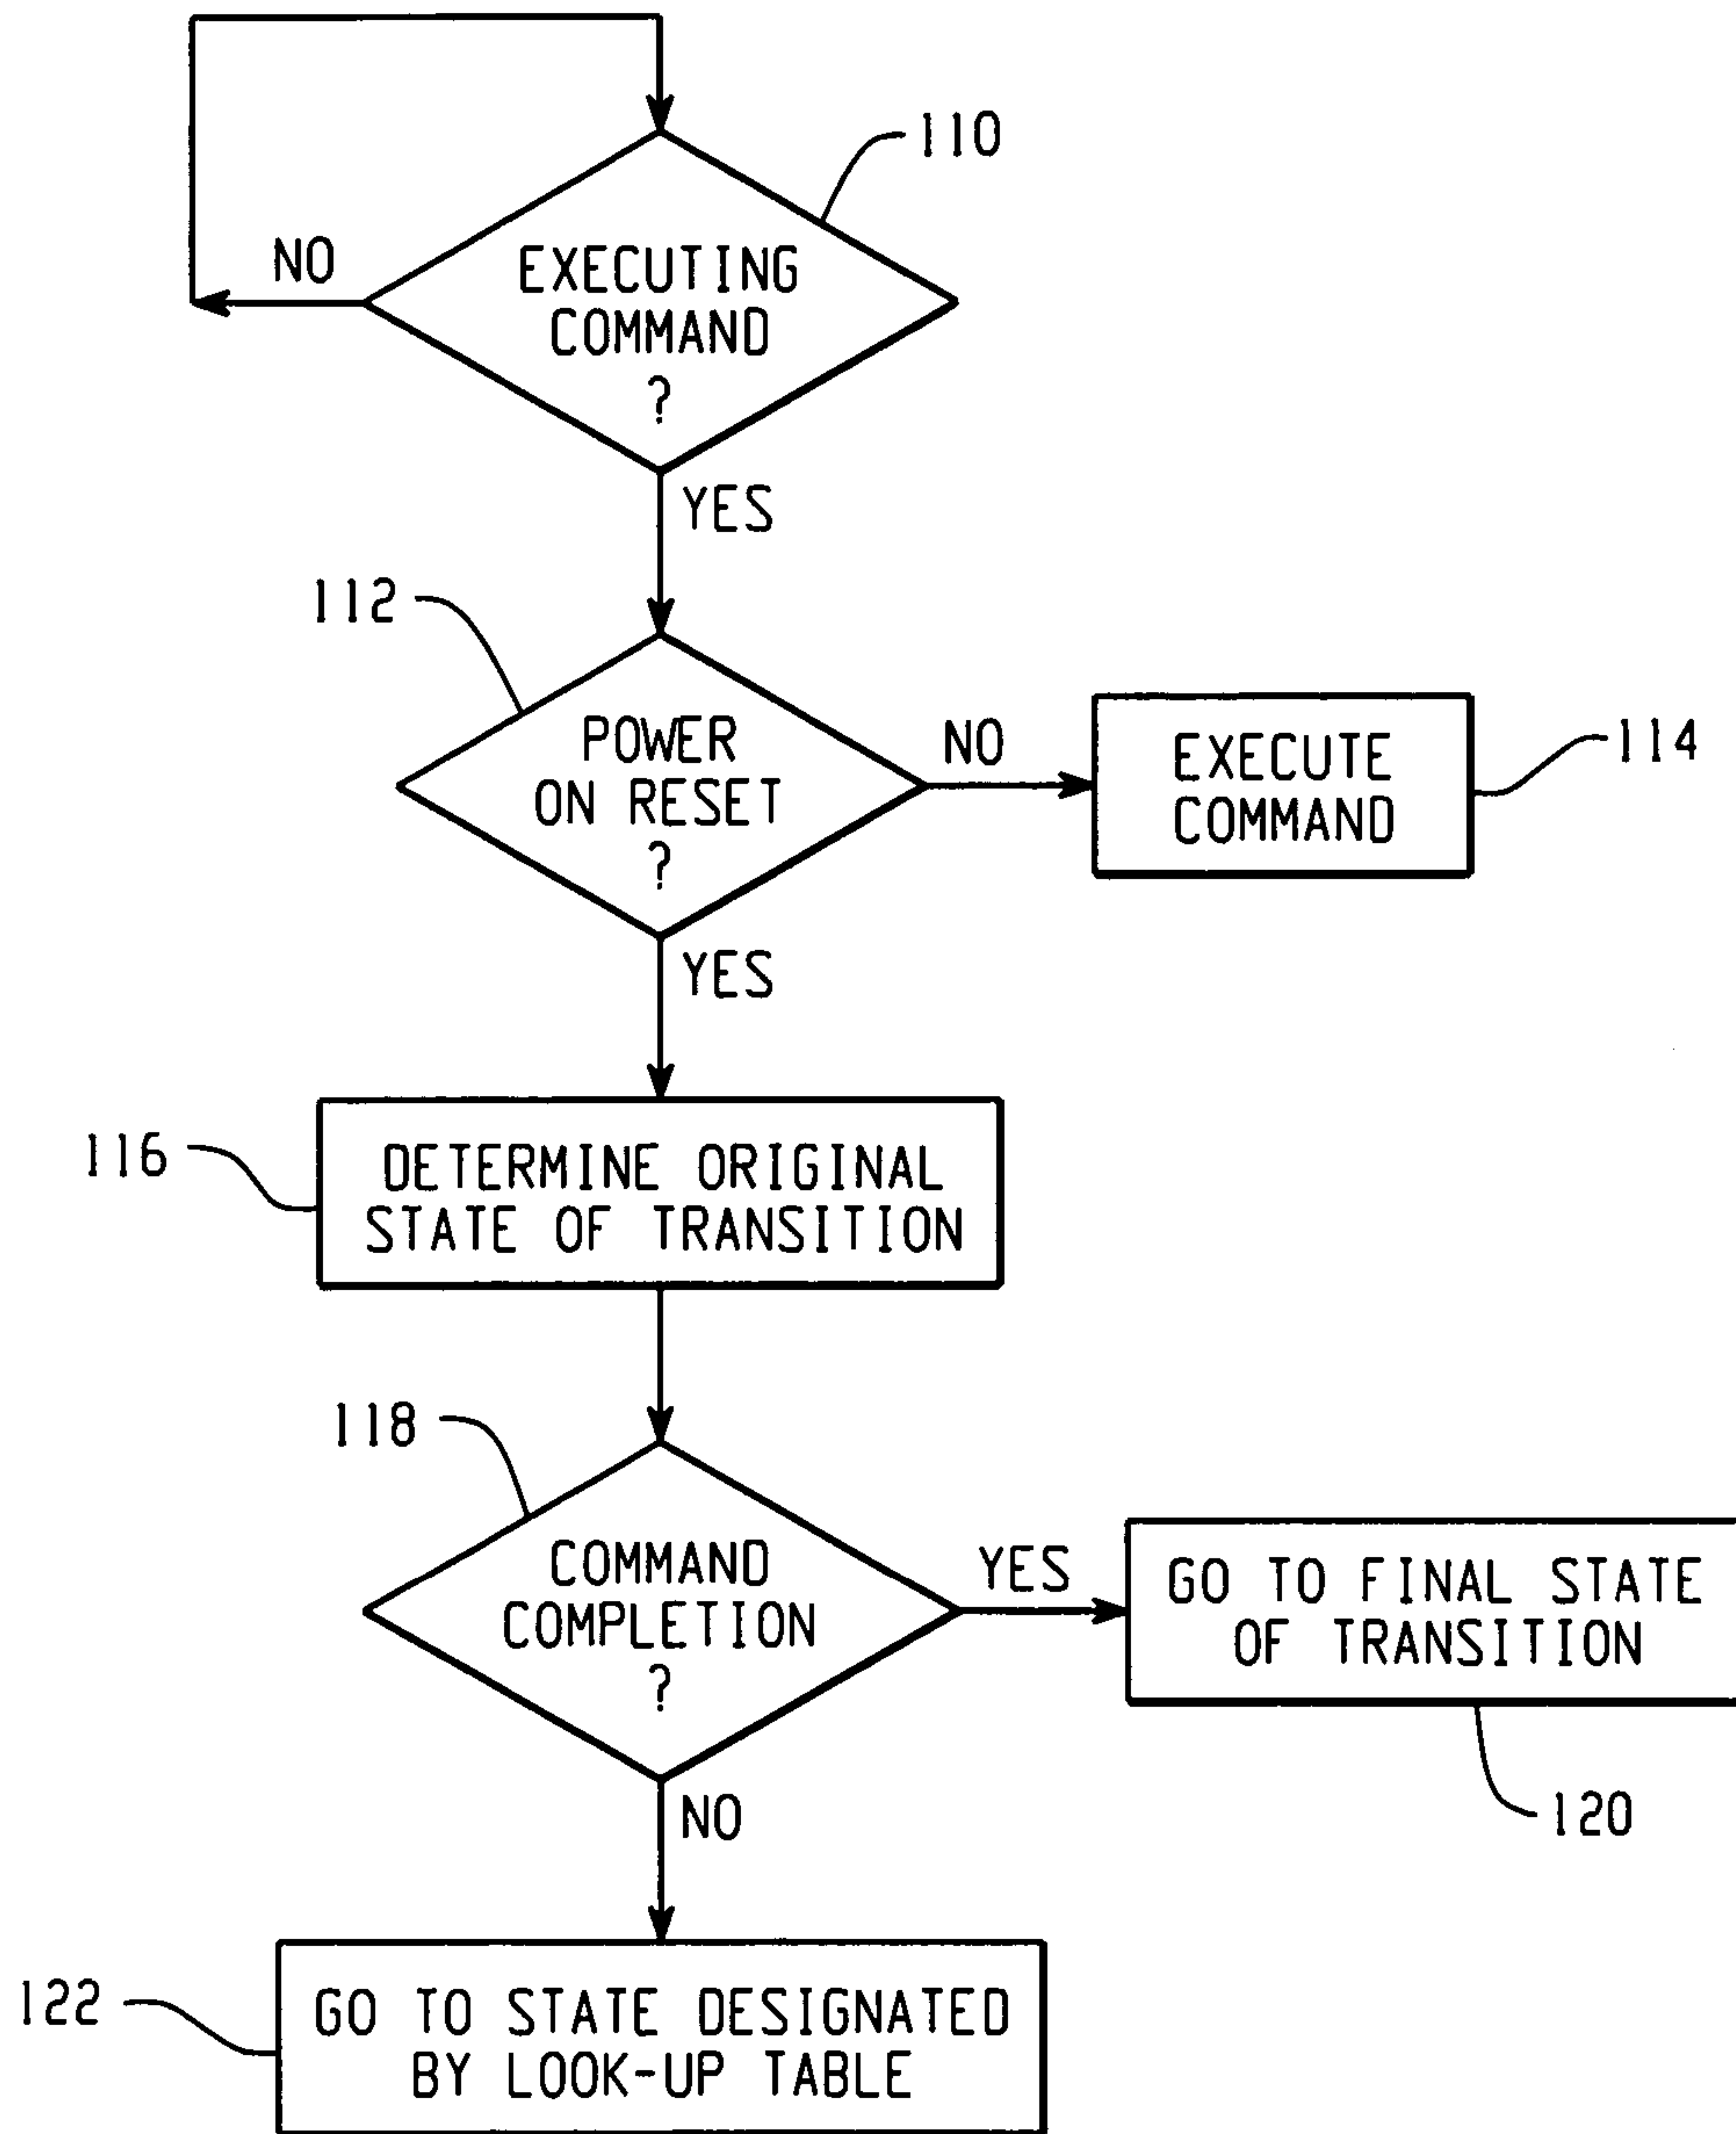 110
NO
EXECUTING
COMMAND
?
YES
112
POWER
ON RESET
?
NO
EXECUTE
COMMAND
114
YES
116
DETERMINE ORIGINAL
STATE OF TRANSITION
118
COMMAND
COMPLETION
?
YES
GO TO FINAL STATE
OF TRANSITION
120
NO
122
GO TO STATE DESIGNATED
BY LOOK-UP TABLE